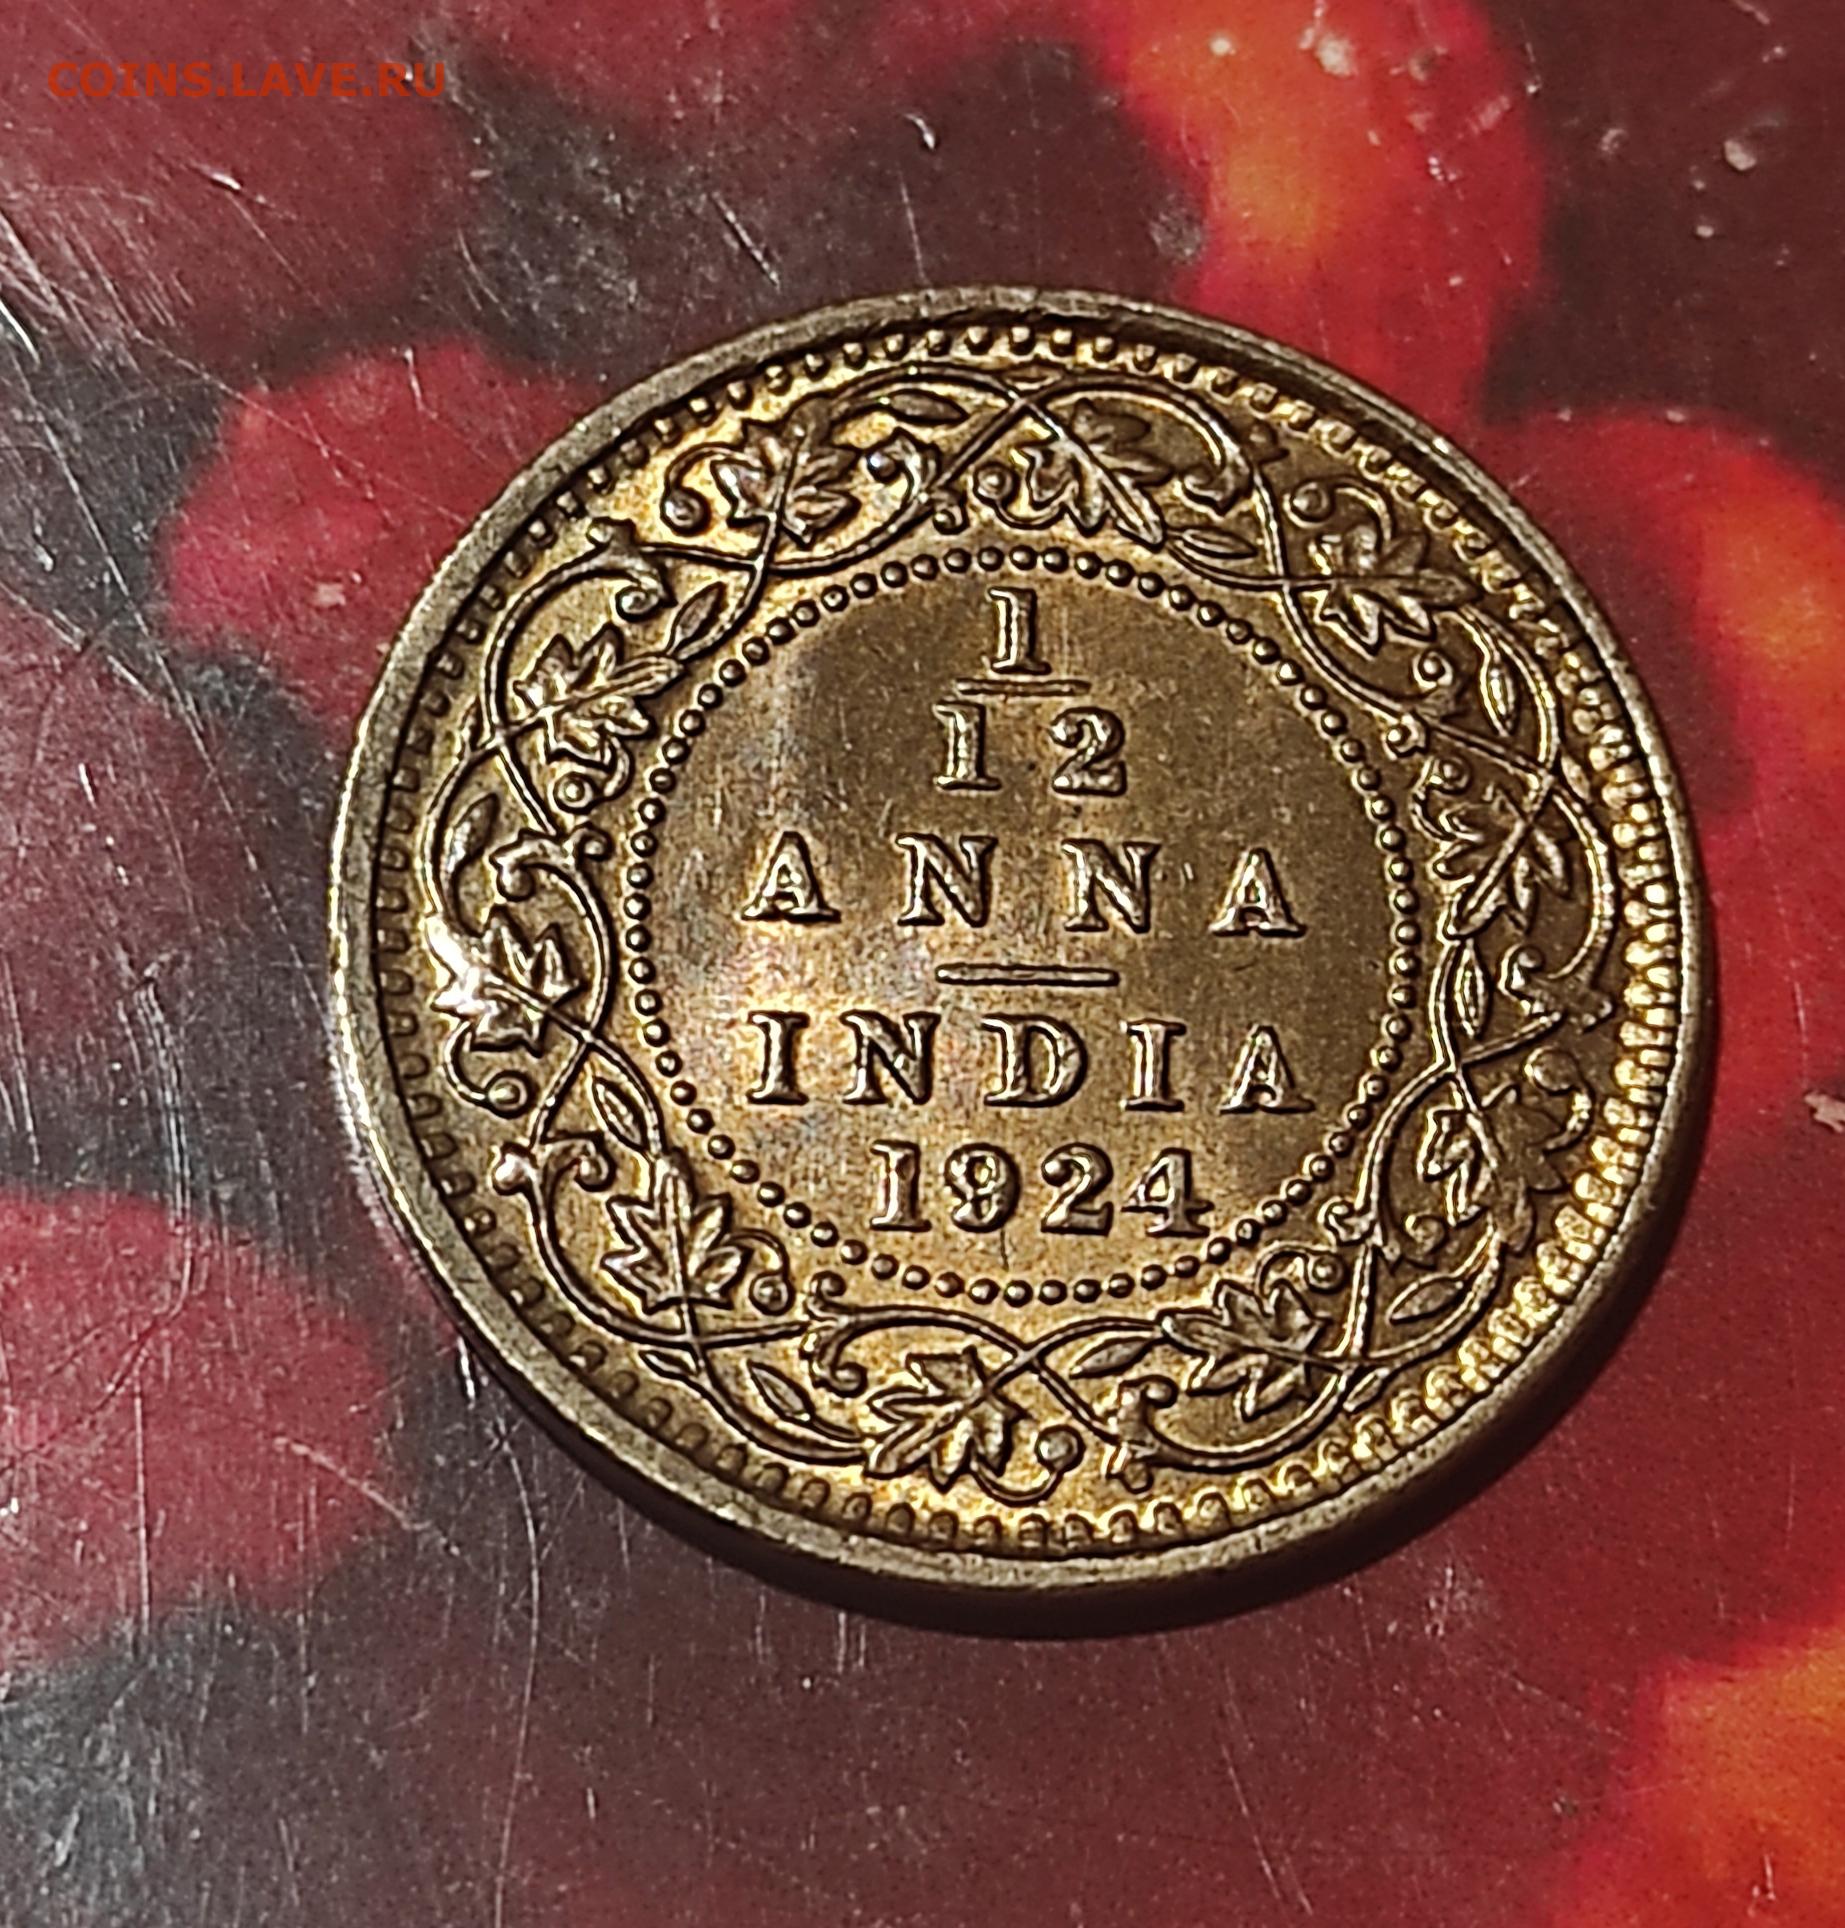 COINS.LAVE.RU
1
12
ANNA
INDIA
1924